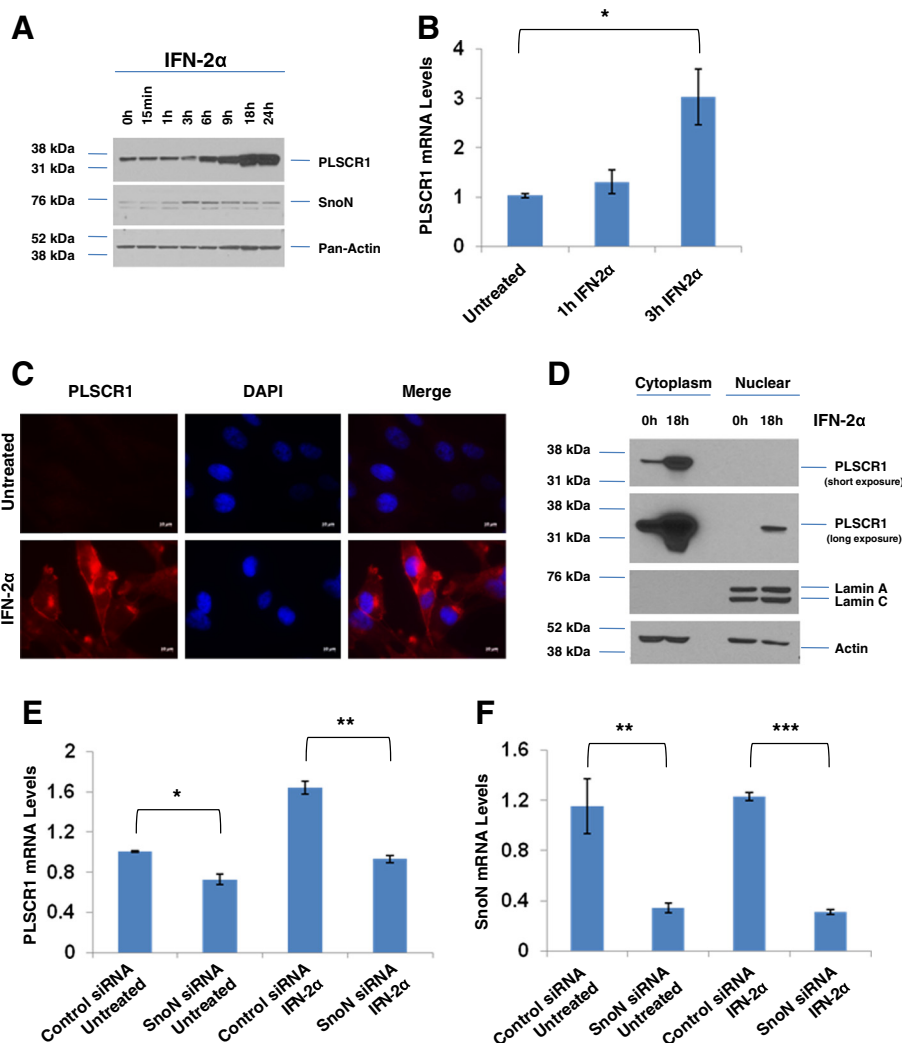 A
IFN-2α
0h 15min 1h 3h 6h 9h 18h 24h
38 kDa
31 kDa
PLSCR1
76 kDa
SnoN
52 kDa
38 kDa
Pan-Actin
B
PLSCR1 mRNA Levels
4
3
2
1
0
*
Untreated
1h IFN-2α
3h IFN-2α
C
PLSCR1 DAPI Merge
Untreated
IFN-2α
D
Cytoplasm Nuclear
0h 18h 0h 18h IFN-2α
38 kDa
31 kDa
PLSCR1
(short exposure)
38 kDa
31 kDa
PLSCR1
(long exposure)
76 kDa
Lamin A
Lamin C
52 kDa
38 kDa
Actin
E
PLSCR1 mRNA Levels
2
1.6
1.2
0.8
0.4
0
*
**
Control siRNA
Untreated
SnoN siRNA
Untreated
Control siRNA
IRN-2α
SnoN siRNA
IFN-2α
F
SnoN mRNA Levels
1.6
1.2
0.8
0.4
0
**
***
Control siRNA
Untreated
SnoN siRNA
Untreated
Control siRNA
IFN-2α
SnoN siRNA
IFN-2α